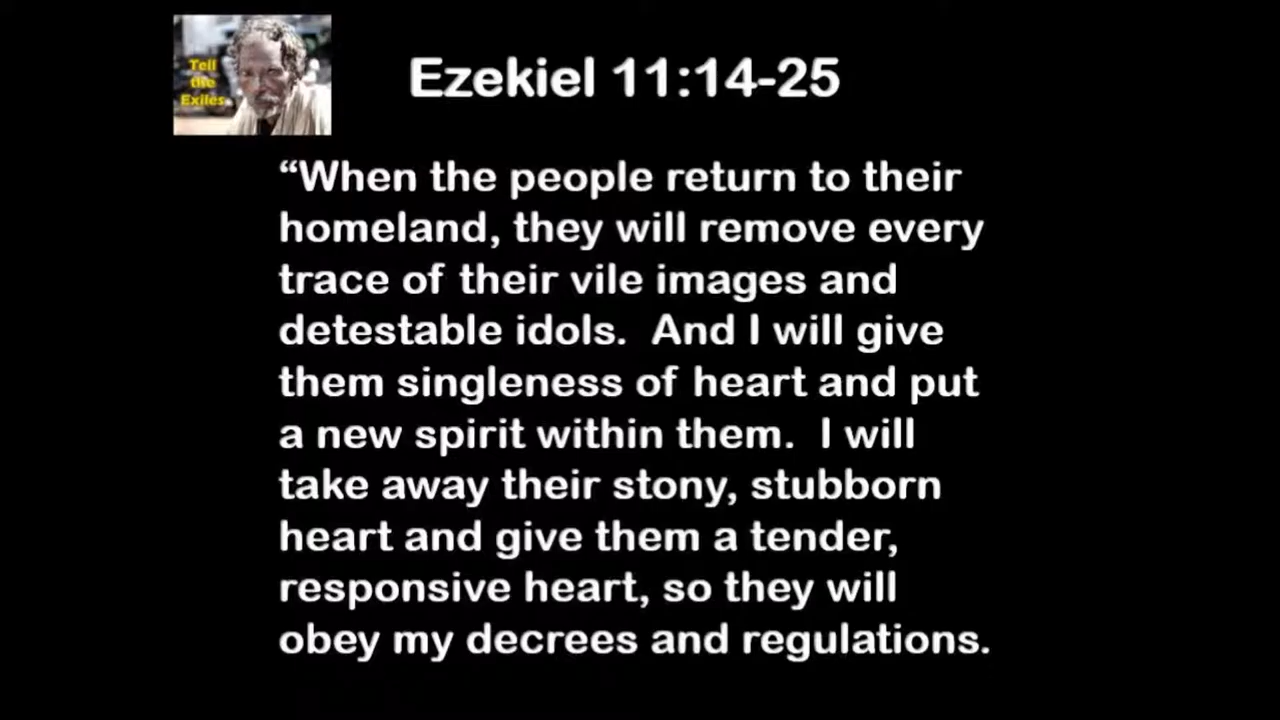 Tell
the
Exiles
Ezekiel 11:14-25
“When the people return to their
homeland, they will remove every
trace of their vile images and
detestable idols.  And I will give
them singleness of heart and put
a new spirit within them.  I will
take away their stony, stubborn
heart and give them a tender,
responsive heart, so they will
obey my decrees and regulations.